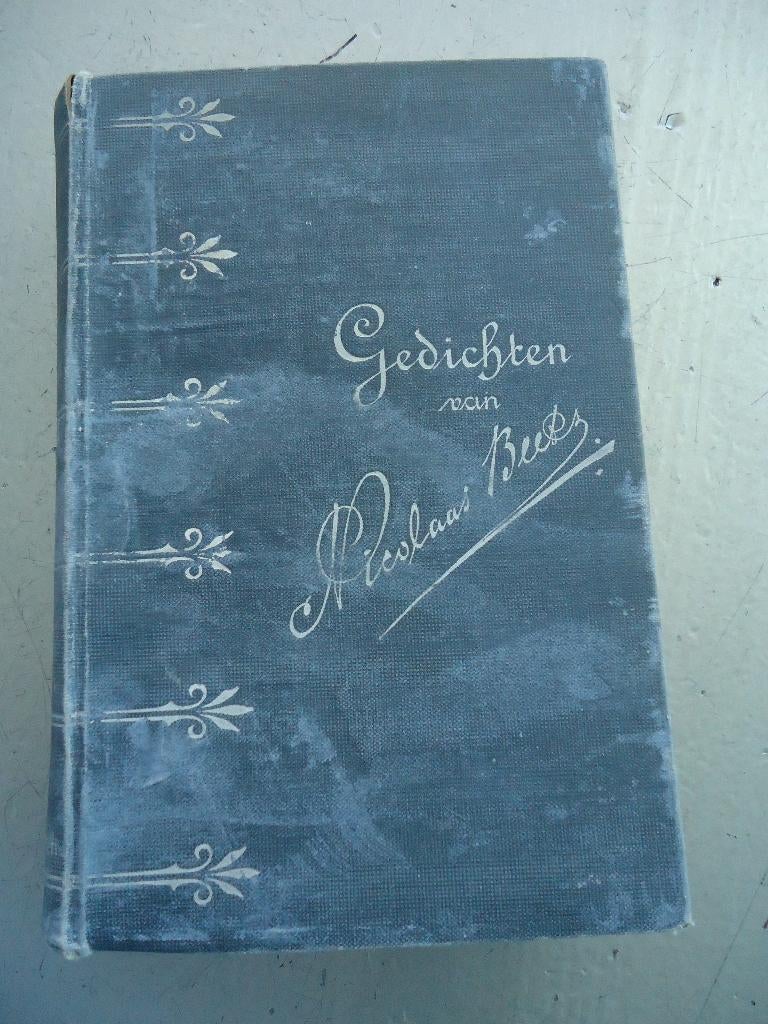 Gedichten
van
Nicolaas Beets.